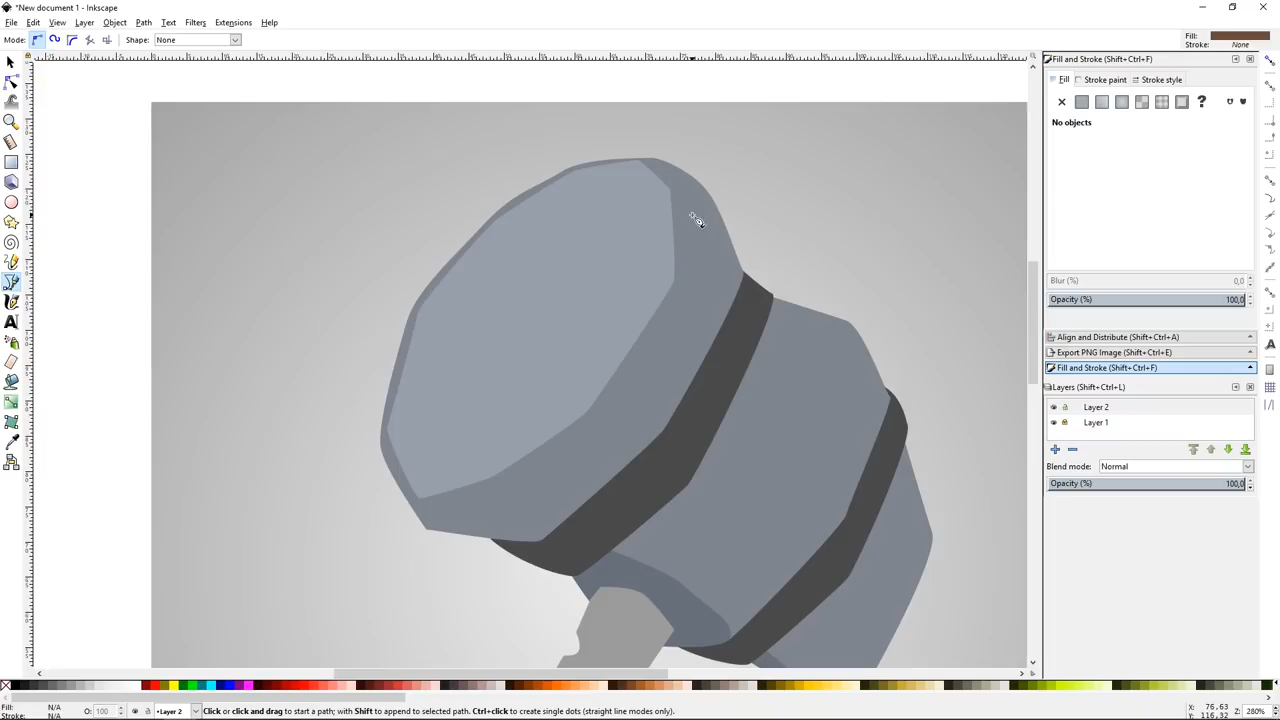 *New document 1 - Inkscape
File Edit View Layer Object Path Text Filters Extensions Help
Mode: Shape: None Fill:
Stroke: None
Fill and Stroke (Shift+Ctrl+F)
Fill Stroke paint Stroke style
?
No objects
Blur (%) 0,0
Opacity (%) 100,0
Align and Distribute (Shift+Ctrl+A)
Export PNG Image (Shift+Ctrl+E)
Fill and Stroke (Shift+Ctrl+F)
Layers (Shift+Ctrl+L)
Layer 2
Layer 1
Blend mode: Normal
Opacity (%) 100,0
Fill: N/A
Stroke: N/A
O: 100
•Layer 2
Click or click and drag to start a path; with Shift to append to selected path. Ctrl+click to create single dots (straight line modes only).
X: 76,63
Y: 116,32
Z: 280%